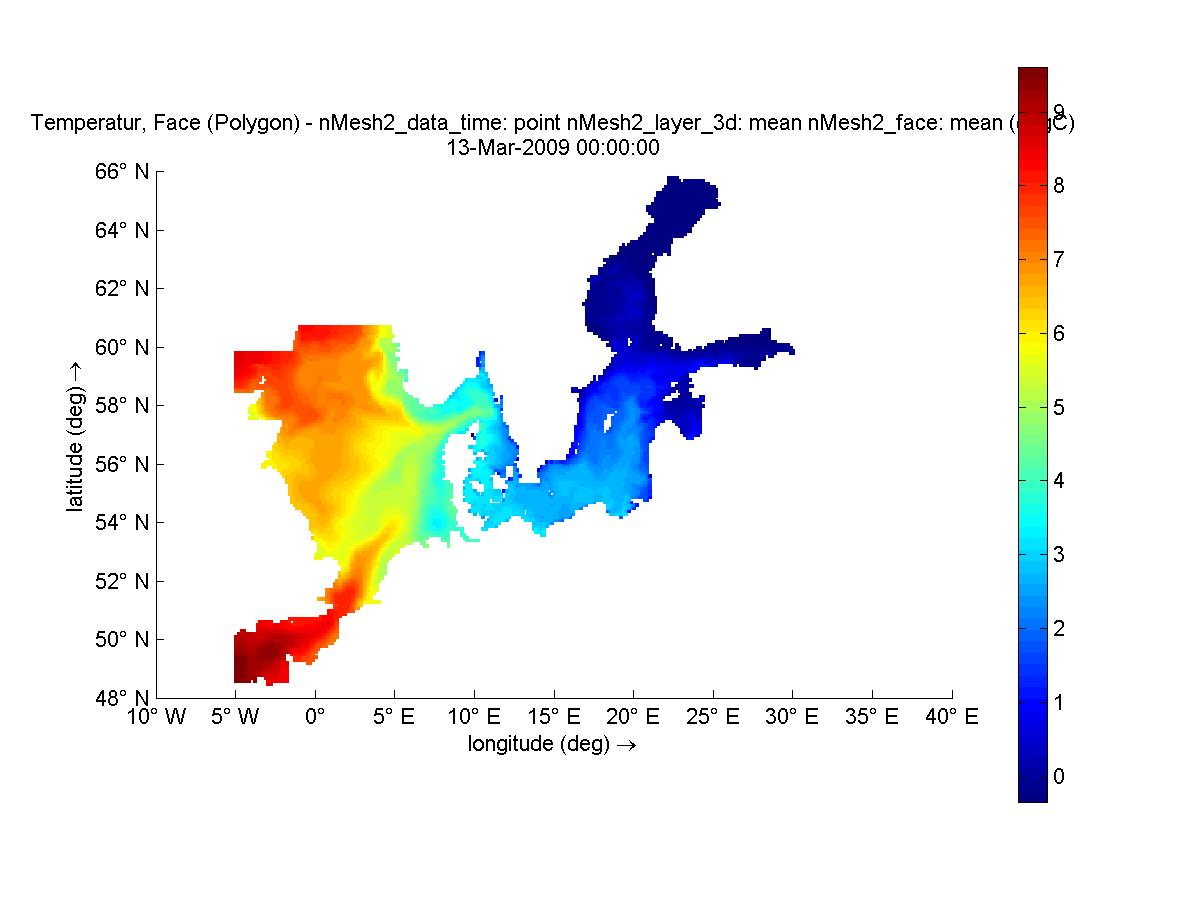 Temperatur, Face (Polygon) - nMesh2_data_time: point nMesh2_layer_3d: mean nMesh2_face: mean (
gC)
13-Mar-2009 00:00:00
66° N
64° N
62° N
60° N
58° N
56° N
54° N
52° N
50° N
48° N
latitude (deg) →
10° W 5° W 0° 5° E 10° E 15° E 20° E 25° E 30° E 35° E 40° E
longitude (deg) →
9
8
7
6
5
4
3
2
1
0